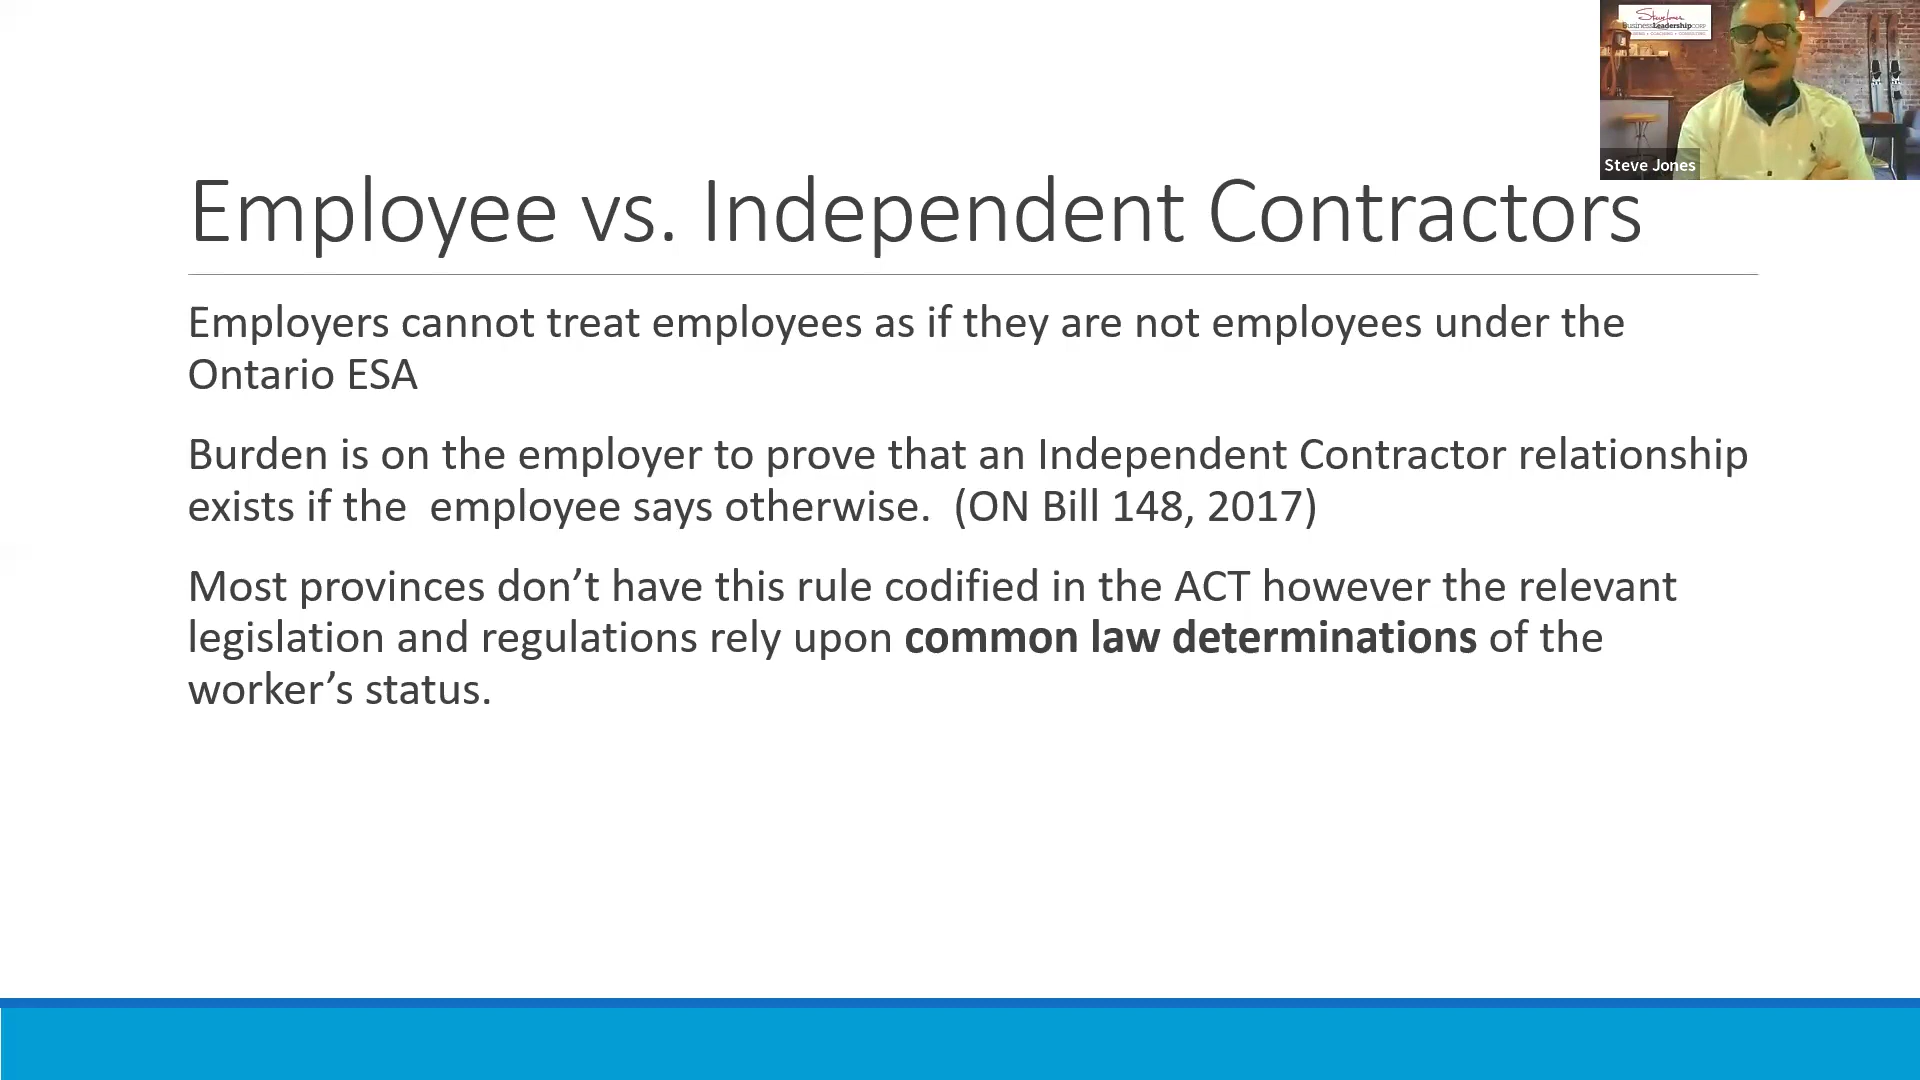 SteveJones
BusinessLeadershipCORP
Steve Jones
Employee vs. Independent Contractors
Employers cannot treat employees as if they are not employees under the
Ontario ESA
Burden is on the employer to prove that an Independent Contractor relationship
exists if the  employee says otherwise.  (ON Bill 148, 2017)
Most provinces don’t have this rule codified in the ACT however the relevant
legislation and regulations rely upon common law determinations of the
worker’s status.